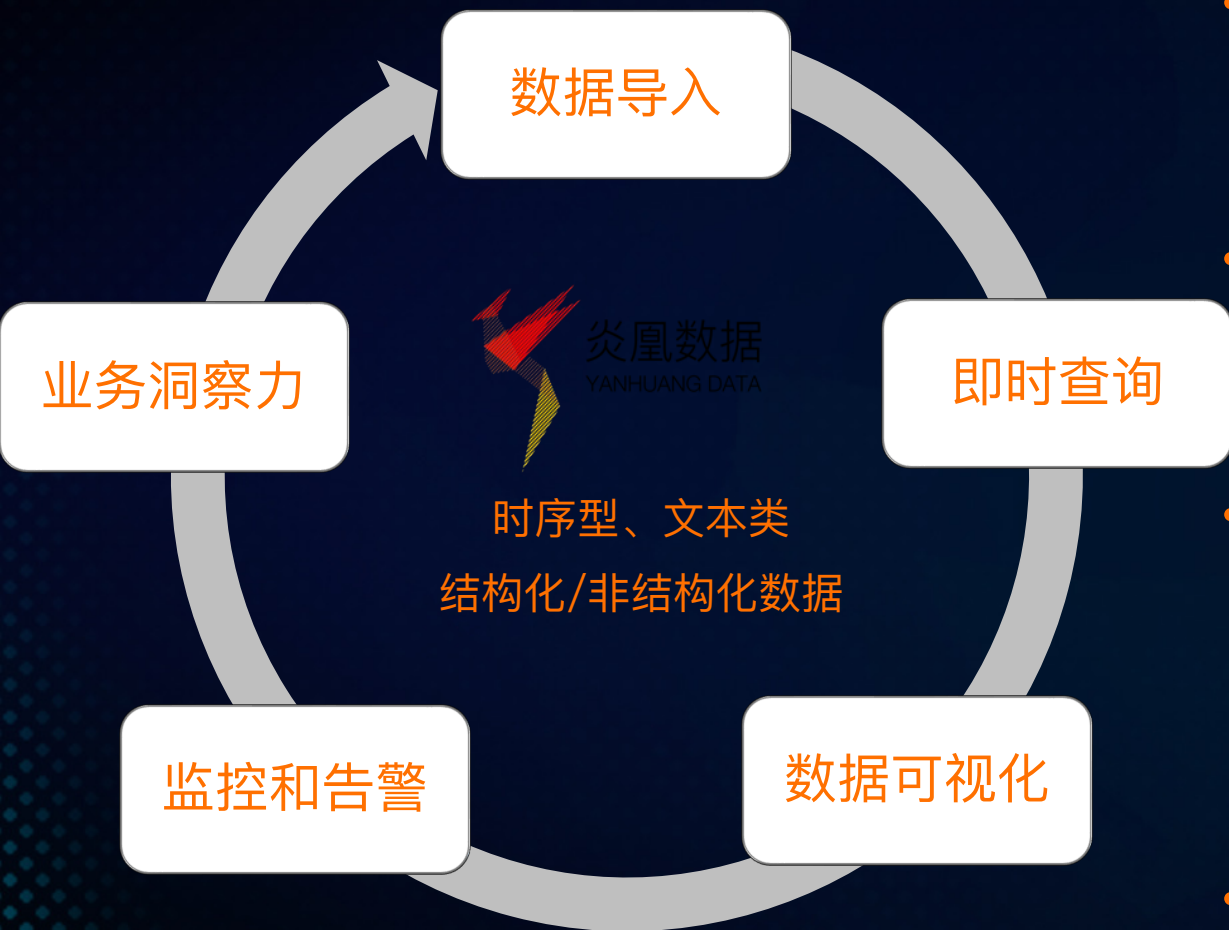 数据导入
业务洞察力
炎凰数据
YANHUANG DATA
即时查询
时序型、文本类
结构化/非结构化数据
监控和告警
数据可视化